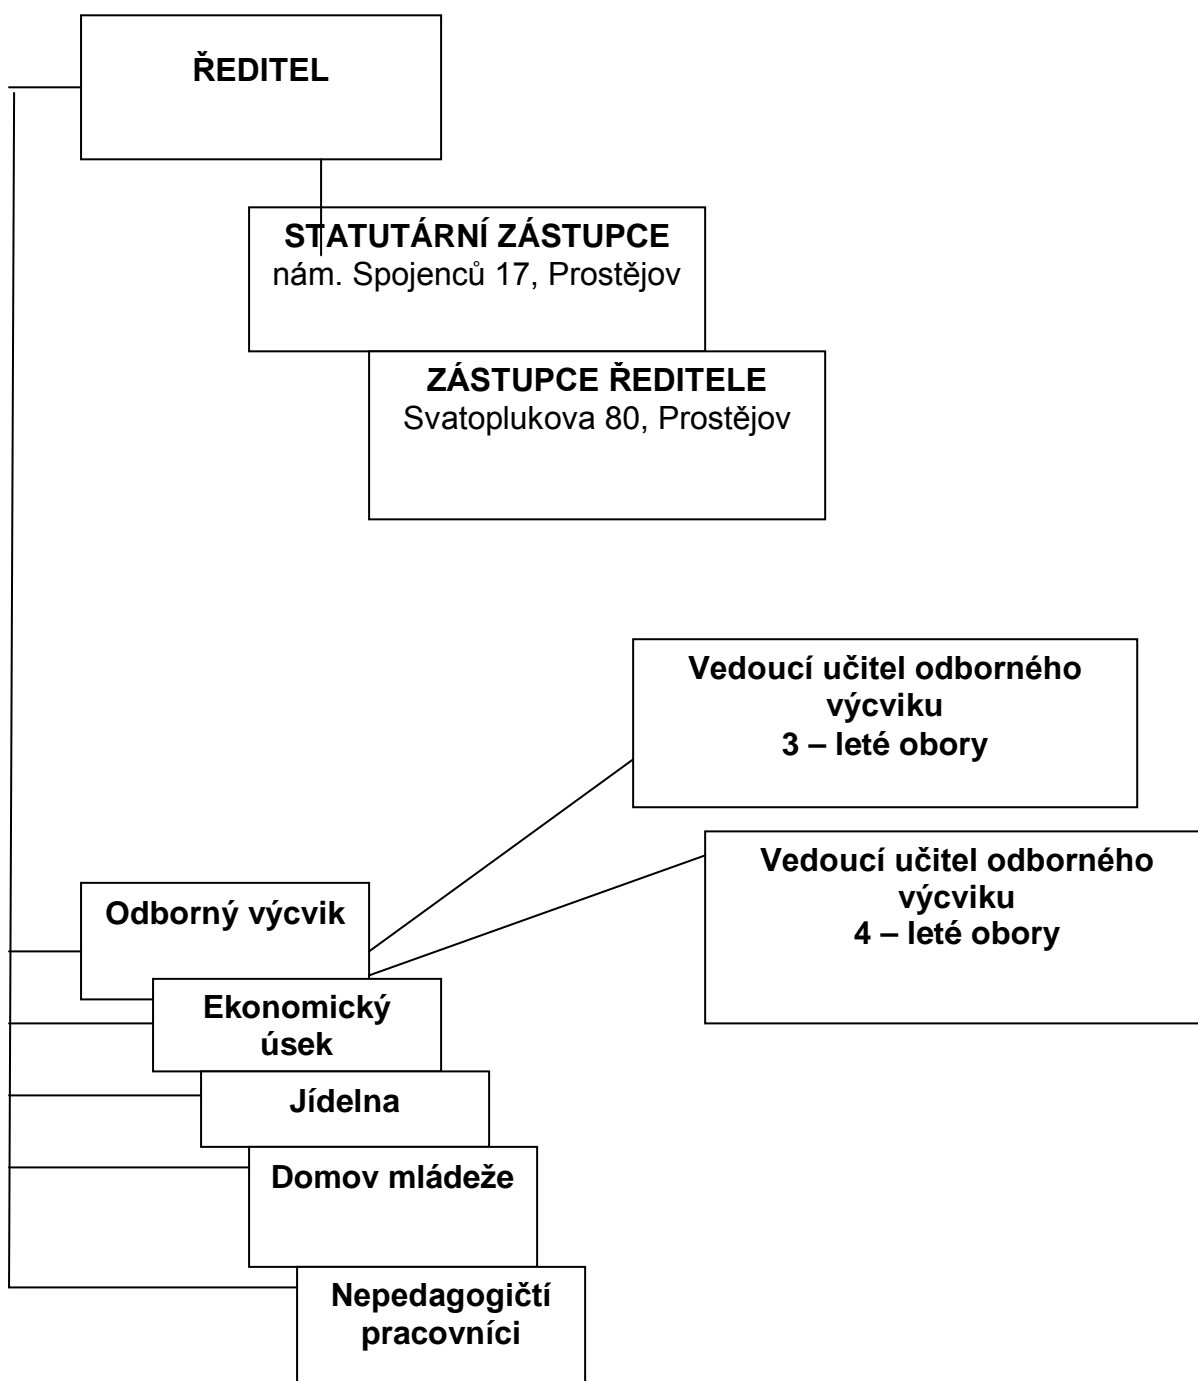 ŘEDITEL
STATUTÁRNÍ ZÁSTUPCE
nám. Spojenců 17, Prostějov
ZÁSTUPCE ŘEDITELE
Svatoplukova 80, Prostějov
Vedoucí učitel odborného
výcviku
3 – leté obory
Vedoucí učitel odborného
výcviku
4 – leté obory
Odborný výcvik
Ekonomický
úsek
Jídelna
Domov mládeže
Nepedagogičtí
pracovníci